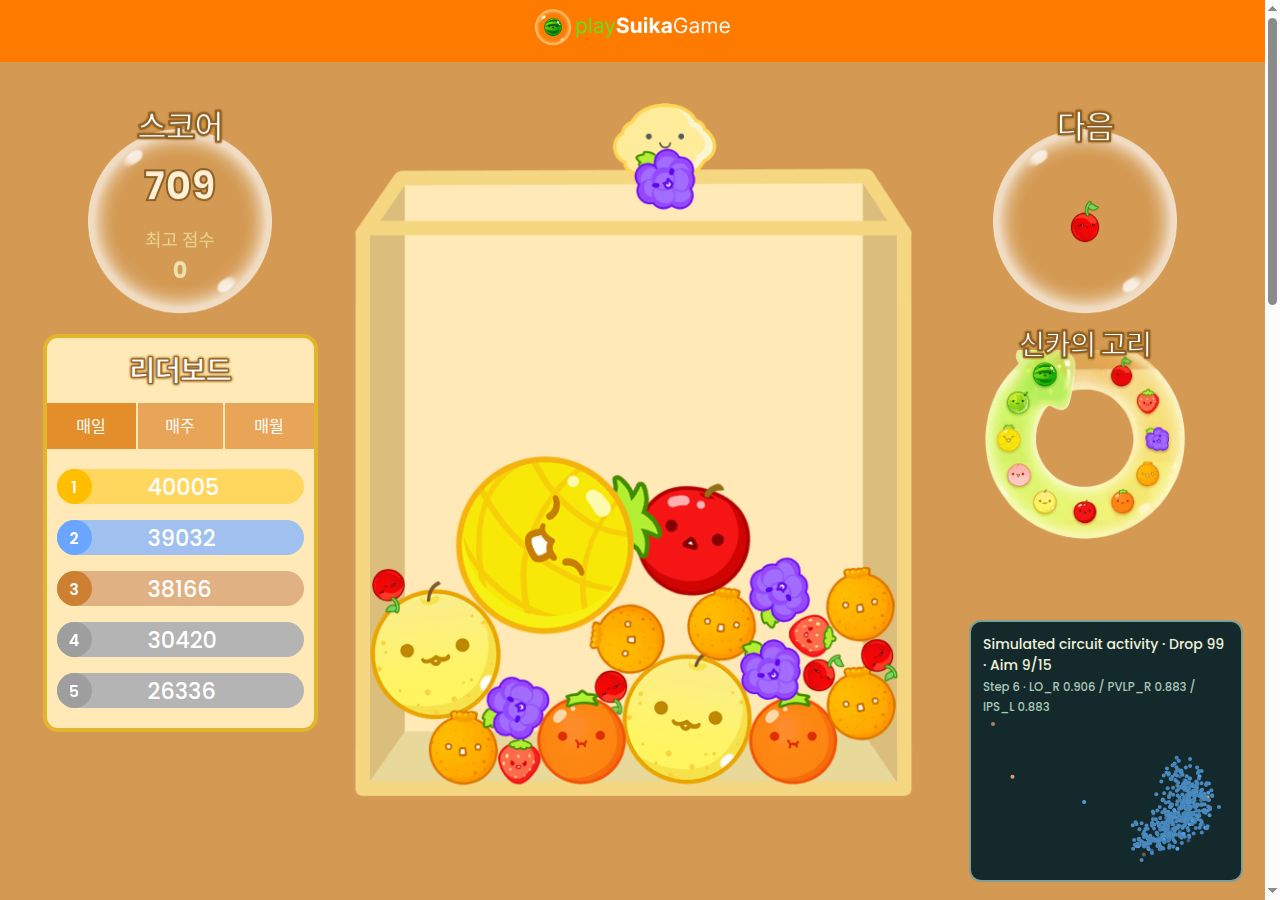 playSuikaGame
스코어
709
최고 점수
0
다음
신카의 고리
리더보드
매일 매주 매월
1 40005
2 39032
3 38166
4 30420
5 26336
Simulated circuit activity · Drop 99
· Aim 9/15
Step 6 · LO_R 0.906 / PVLP_R 0.883 /
IPS_L 0.883